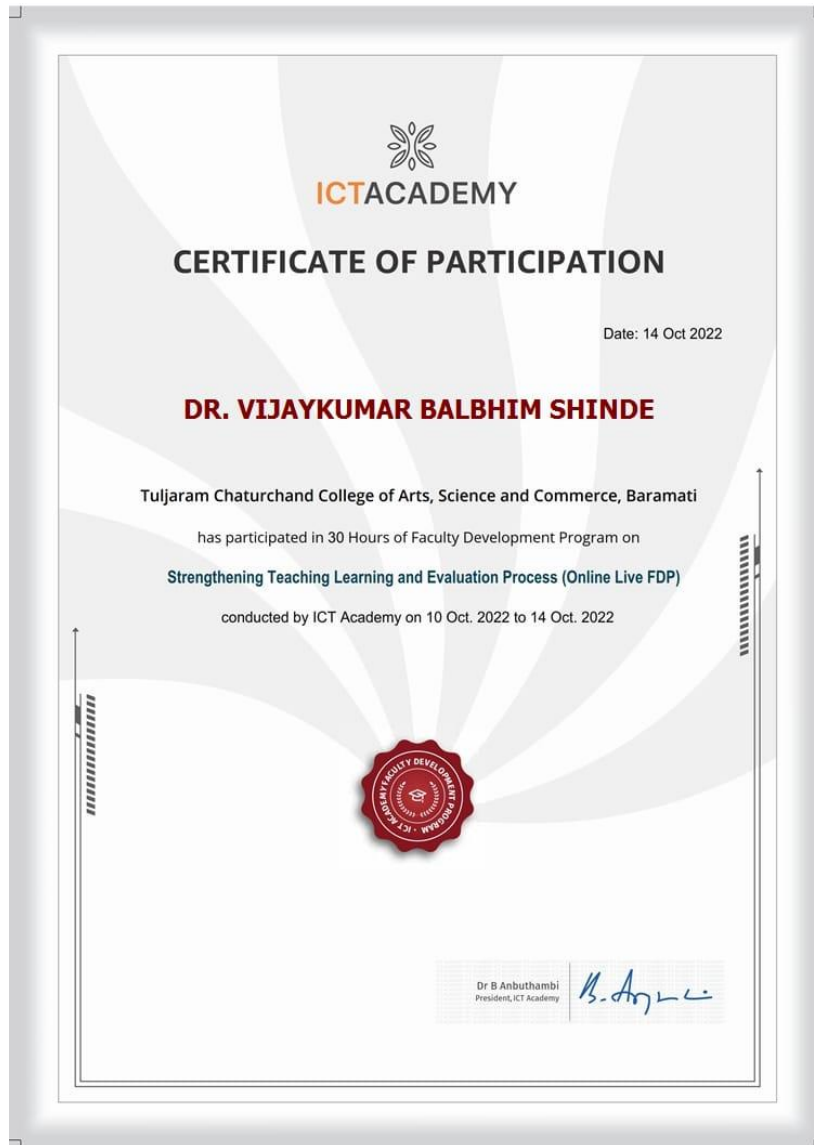 ICTACADEMY
CERTIFICATE OF PARTICIPATION
Date: 14 Oct 2022
DR. VIJAYKUMAR BALBHIM SHINDE
Tuljaram Chaturchand College of Arts, Science and Commerce, Baramati
has participated in 30 Hours of Faculty Development Program on
Strengthening Teaching Learning and Evaluation Process (Online Live FDP)
conducted by ICT Academy on 10 Oct. 2022 to 14 Oct. 2022
ICT ACADEMY FACULTY DEVELOPMENT PROGRAM
Dr B Anbuthambi
President, ICT Academy